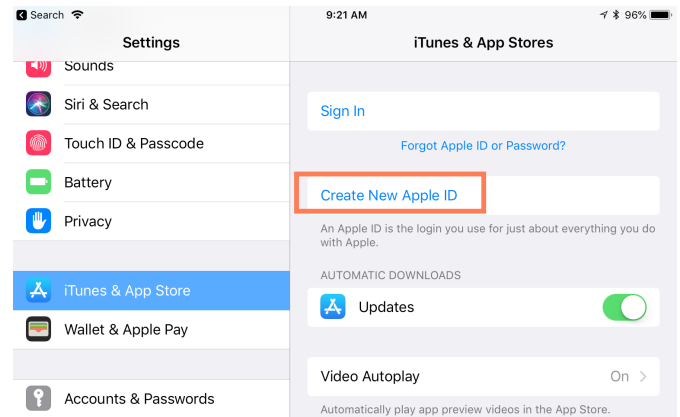 Search
9:21 AM
96%
Settings
iTunes & App Stores
Sounds
Siri & Search
Touch ID & Passcode
Battery
Privacy
iTunes & App Store
Wallet & Apple Pay
Accounts & Passwords
Sign In
Forgot Apple ID or Password?
Create New Apple ID
An Apple ID is the login you use for just about everything you do
with Apple.
AUTOMATIC DOWNLOADS
Updates
Video Autoplay
On
Automatically play app preview videos in the App Store.